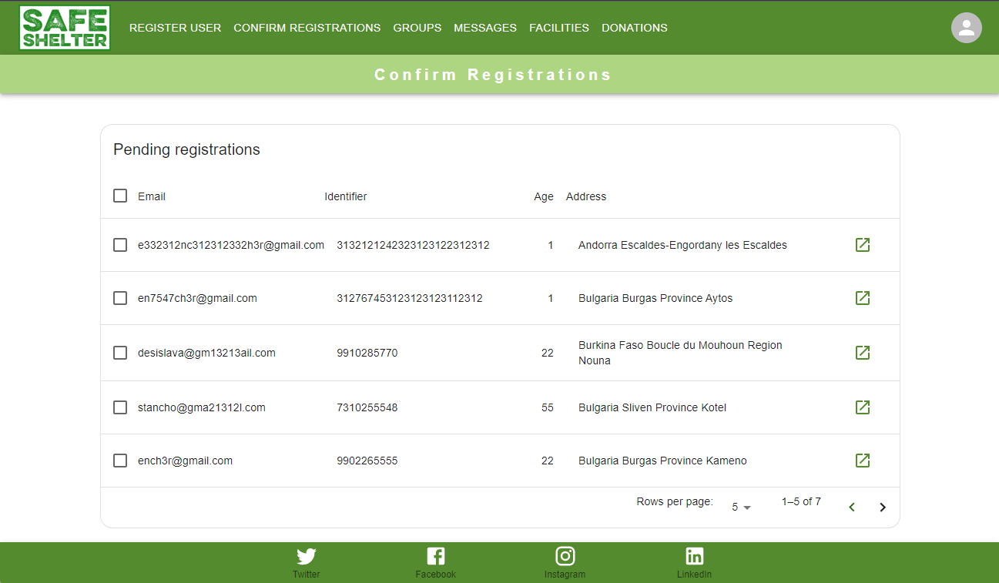 SAFE
SHELTER
REGISTER USER CONFIRM REGISTRATIONS GROUPS MESSAGES FACILITIES DONATIONS
Confirm Registrations
Pending registrations
Email Identifier Age Address
e332312nc312312332h3r@gmail.com 3132121242323123122312312 1 Andorra Escaldes-Engordany les Escaldes
en7547ch3r@gmail.com 312767453123123123112312 1 Bulgaria Burgas Province Aytos
desislava@gm13213ail.com 9910285770 22 Burkina Faso Boucle du Mouhoun Region
Nouna
stancho@gma21312l.com 7310255548 55 Bulgaria Sliven Province Kotel
ench3r@gmail.com 9902265555 22 Bulgaria Burgas Province Kameno
Rows per page: 5 1–5 of 7
Twitter Facebook Instagram LinkedIn